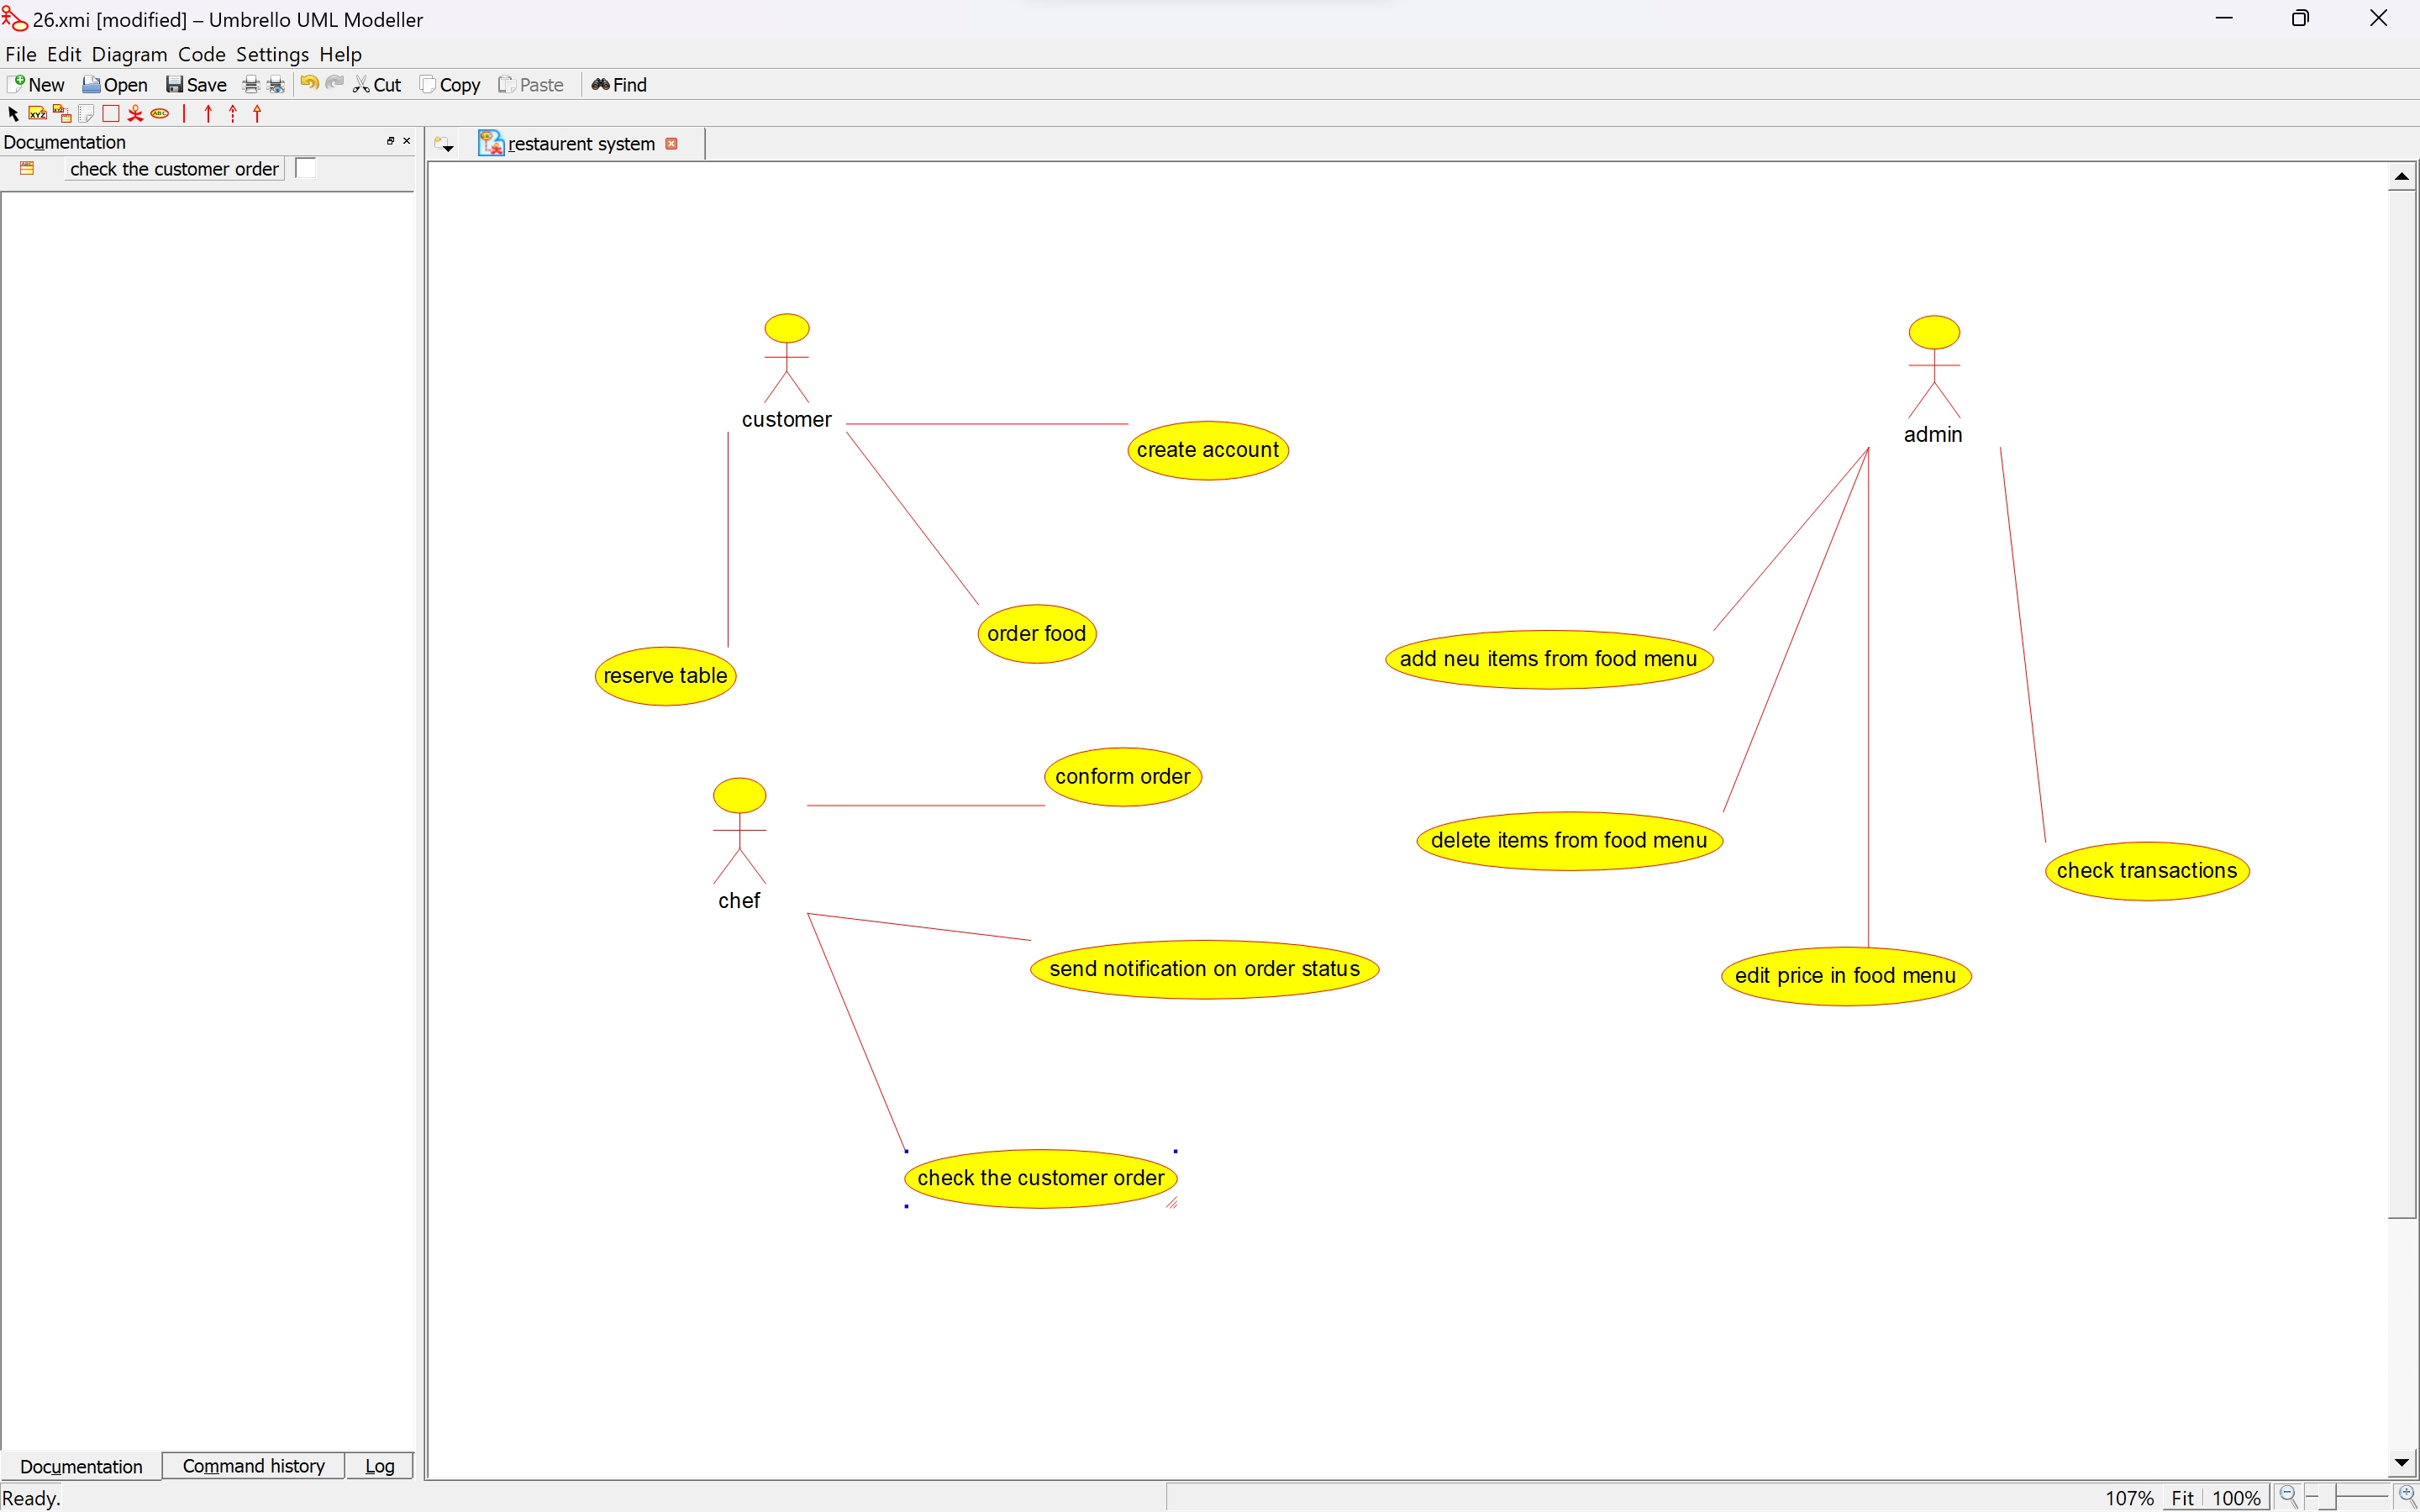 26.xmi [modified] – Umbrello UML Modeller
File Edit Diagram Code Settings Help
New Open Save Cut Copy Paste Find
XYZ XYZ ABC
Documentation
restaurent system
check the customer order
customer
admin
create account
order food
add neu items from food menu
reserve table
conform order
delete items from food menu
check transactions
chef
send notification on order status
edit price in food menu
check the customer order
Documentation Command history Log
Ready.
107% Fit 100%